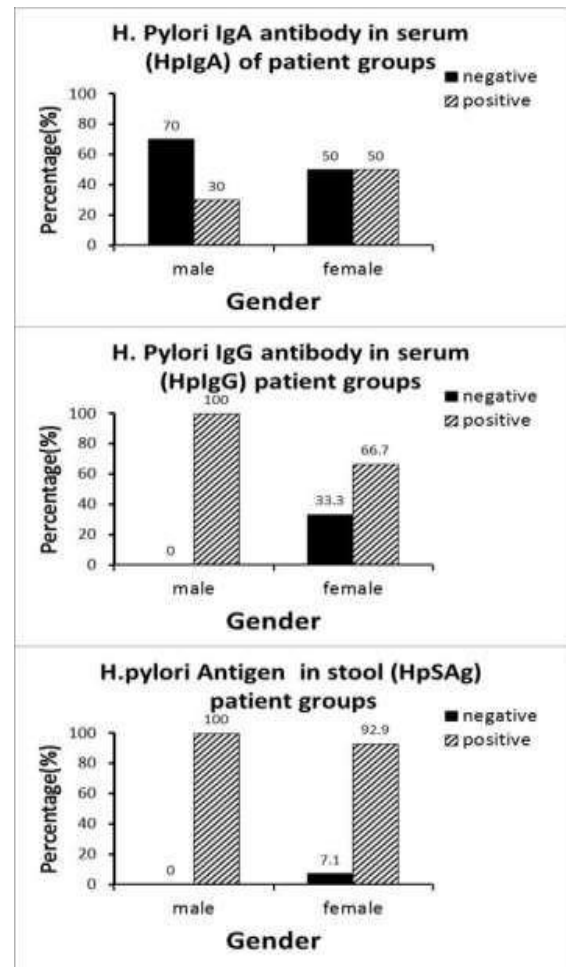 H. Pylori IgA antibody in serum
(HpIgA) of patient groups
negative
positive
Percentage(%)
100
80
60
40
20
0
70
30
50
50
male
female
Gender
H. Pylori IgG antibody in serum
(HpIgG) patient groups
negative
positive
Percentage(%)
100
80
60
40
20
0
0
100
33.3
66.7
male
female
Gender
H.pylori Antigen in stool (HpSAg)
patient groups
negative
positive
Percentage(%)
100
80
60
40
20
0
0
100
7.1
92.9
male
female
Gender